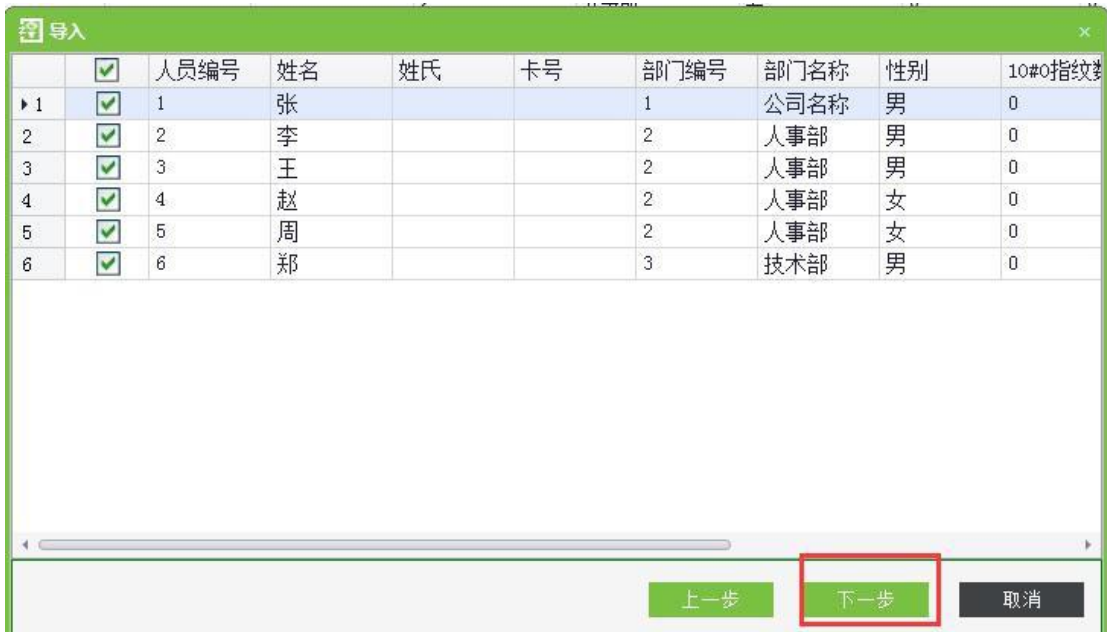 导入
人员编号 姓名 姓氏 卡号 部门编号 部门名称 性别 10#0指纹
1 1 张 1 公司名称 男 0
2 2 李 2 人事部 男 0
3 3 王 2 人事部 男 0
4 4 赵 2 人事部 女 0
5 5 周 2 人事部 女 0
6 6 郑 3 技术部 男 0
上一步 下一步 取消